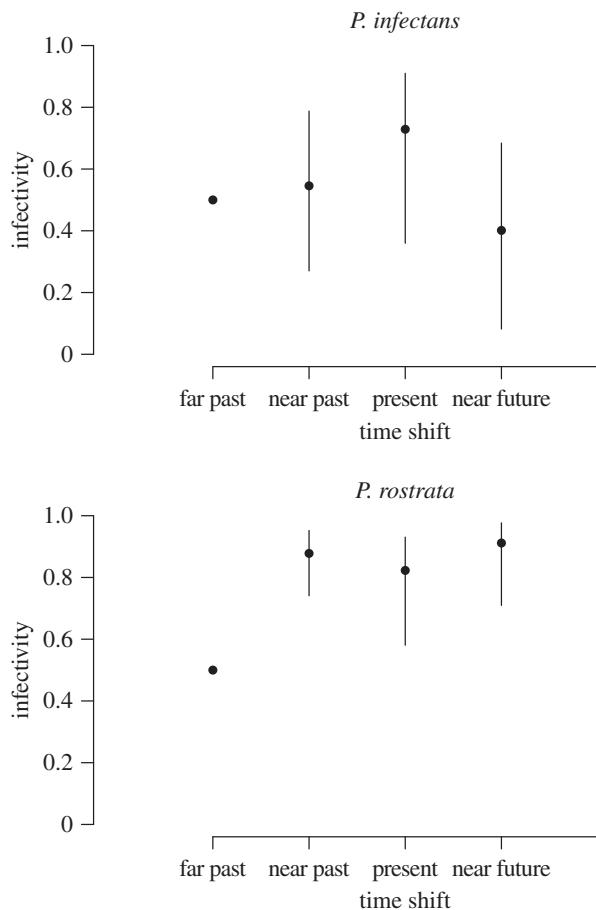 P. infectans
1.0
0.8
0.6
0.4
0.2
0
infectivity
far past near past present near future
time shift
P. rostrata
1.0
0.8
0.6
0.4
0.2
0
infectivity
far past near past present near future
time shift